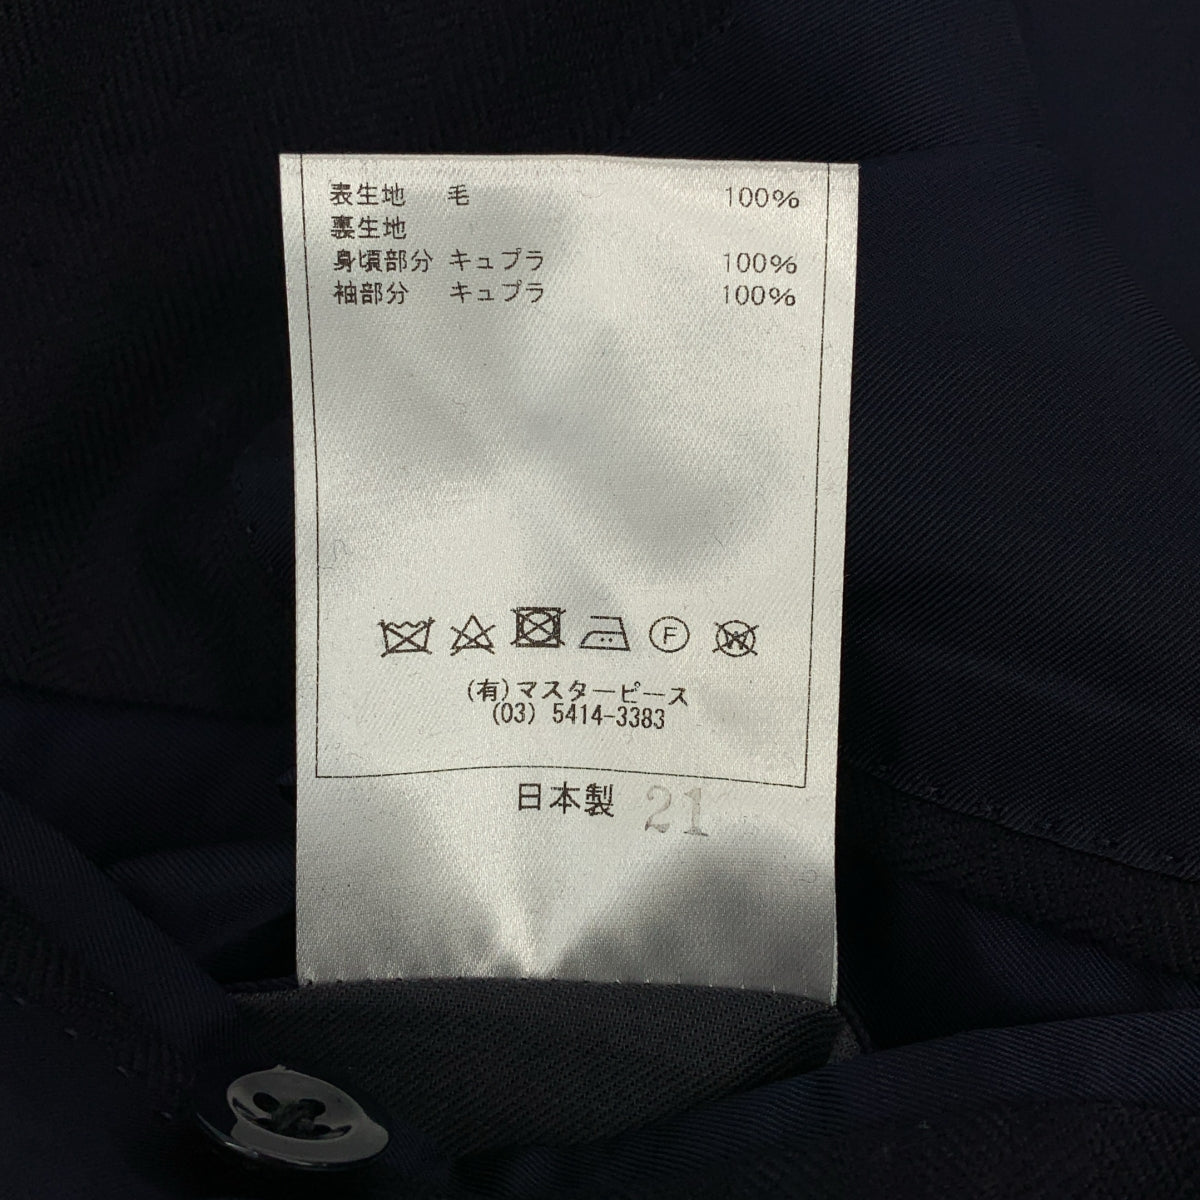 表生地 毛 100%
裏生地
身頃部分 キュプラ 100%
袖部分 キュプラ 100%
F W
(有)マスターピース
(03) 5414-3383
日本製 21